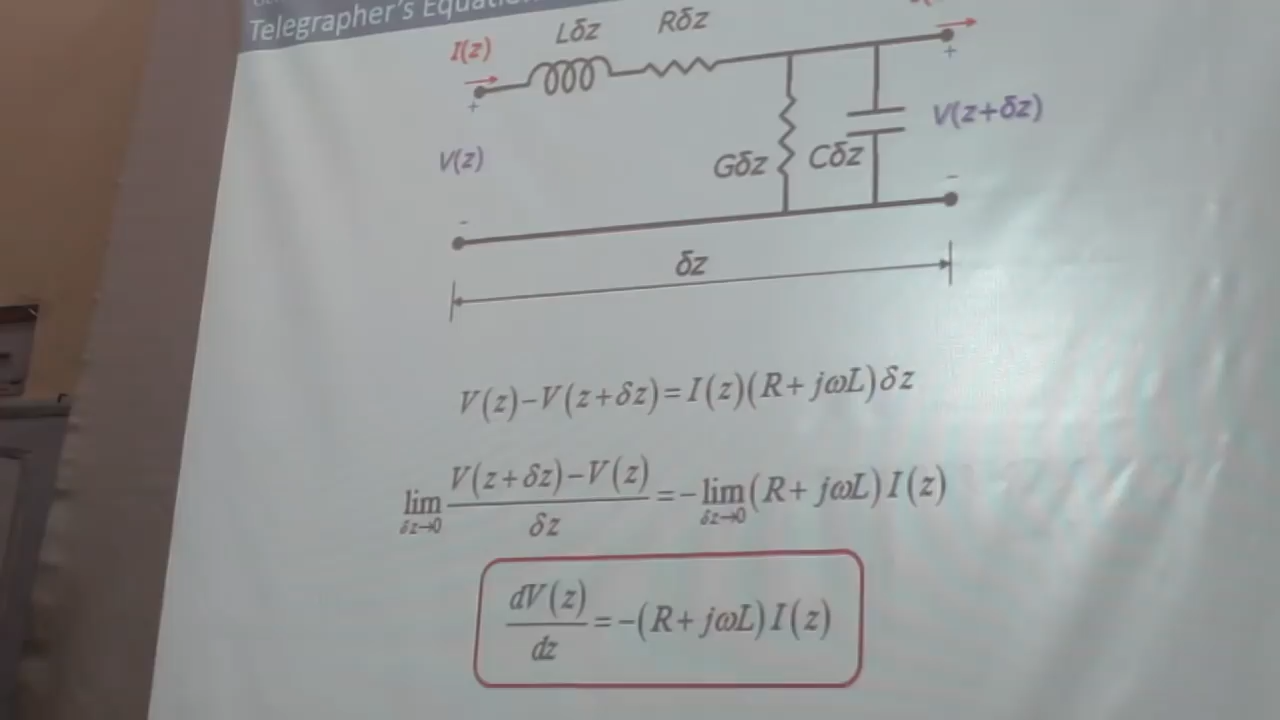 Telegrapher's Equation
I(z)
Lδz
Rδz
+
+
V(z)
Gδz
Cδz
V(z+δz)
-
-
δz
V(z)−V(z+δz)=I(z)(R+jωL)δz
lim δz→0 V(z+δz)−V(z) / δz = −lim δz→0 (R+jωL)I(z)
dV(z)/dz = −(R+jωL)I(z)